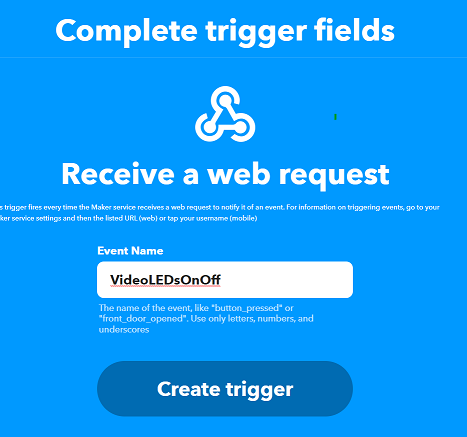 Complete trigger fields
Receive a web request
s trigger fires every time the Maker service receives a web request to notify it of an event. For information on triggering events, go to your
ker service settings and then the listed URL (web) or tap your username (mobile)
Event Name
VideoLEDsOnOff
The name of the event, like "button_pressed" or
"front_door_opened". Use only letters, numbers, and
underscores
Create trigger